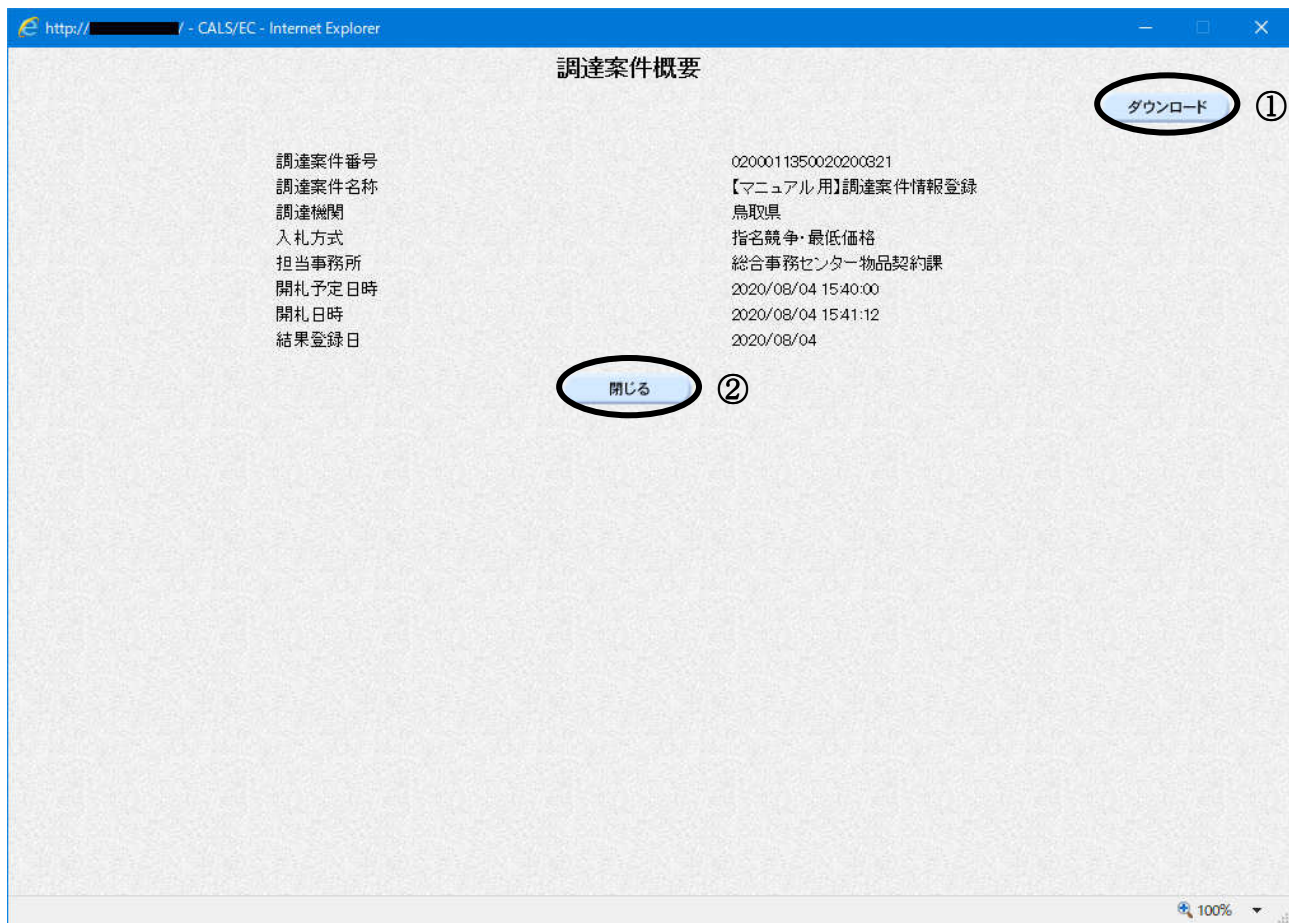 http:// / - CALS/EC - Internet Explorer
調達案件概要
ダウンロード ①
調達案件番号 0200011350020200321
調達案件名称 【マニュアル用】調達案件情報登録
調達機関 鳥取県
入札方式 指名競争・最低価格
担当事務所 総合事務センター物品契約課
開札予定日時 2020/08/04 15:40:00
開札日時 2020/08/04 15:41:12
結果登録日 2020/08/04
閉じる ②
100%